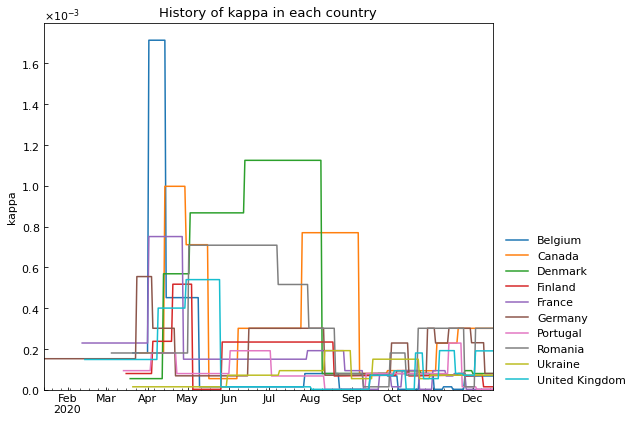 History of kappa in each country
×10⁻³
1.6
1.4
1.2
1.0
0.8
0.6
0.4
0.2
0.0
kappa
Feb Mar Apr May Jun Jul Aug Sep Oct Nov Dec
2020
Belgium
Canada
Denmark
Finland
France
Germany
Portugal
Romania
Ukraine
United Kingdom